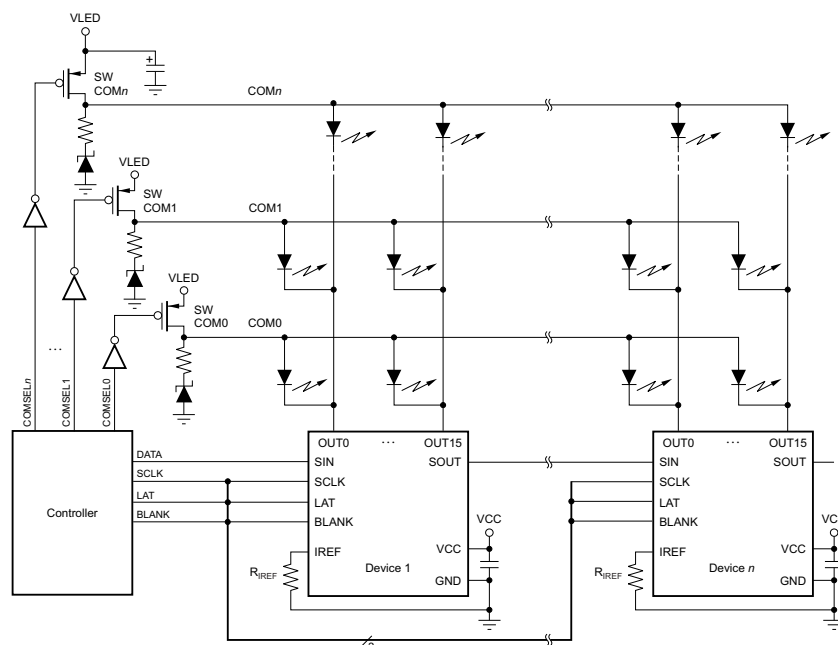 VLED
SW
COMn
COMn
VLED
SW
COM1
COM1
VLED
SW
COM0
COM0
...
COMSELn
COMSEL1
COMSEL0
OUT0 ... OUT15
OUT0 ... OUT15
Controller
DATA
SCLK
LAT
BLANK
SIN
SOUT
SCLK
LAT
BLANK
IREF
VCC
GND
Device 1
VCC
RIREF
SIN
SOUT
SCLK
LAT
BLANK
IREF
VCC
GND
Device n
RIREF